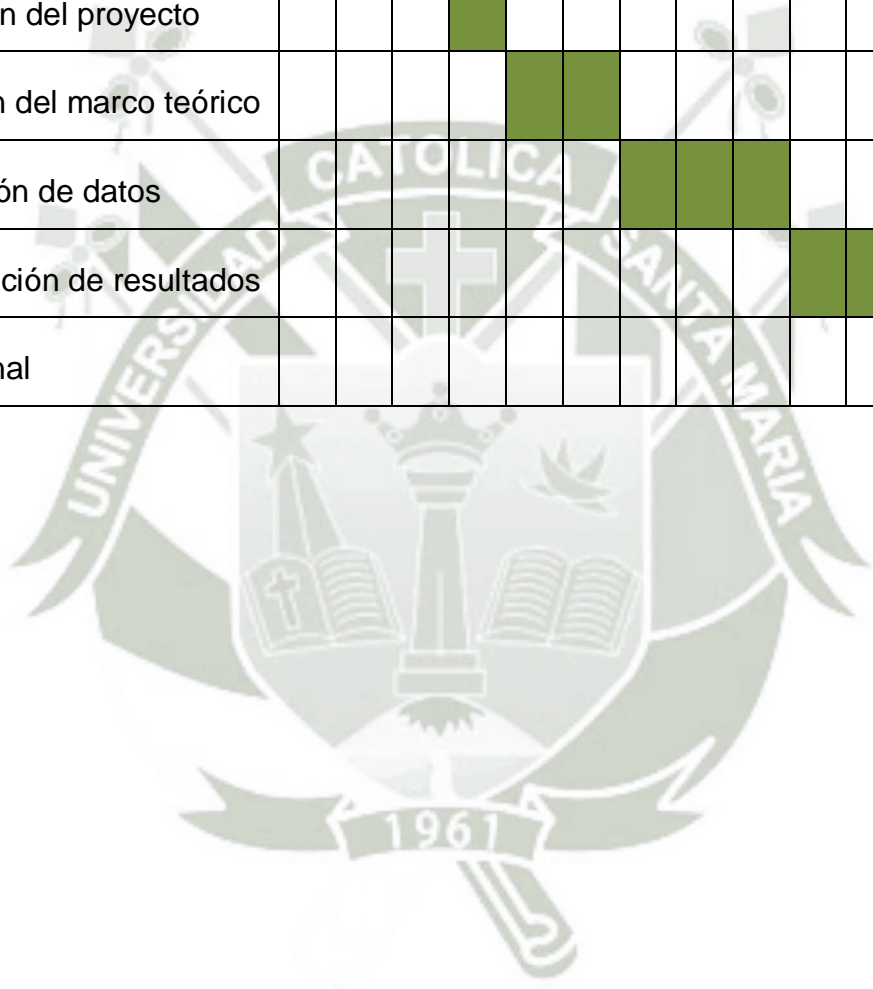 n del proyecto
n del marco teórico
ón de datos
ción de resultados
nal
UNIVERSIDAD CATOLICA SANTA MARIA
1961